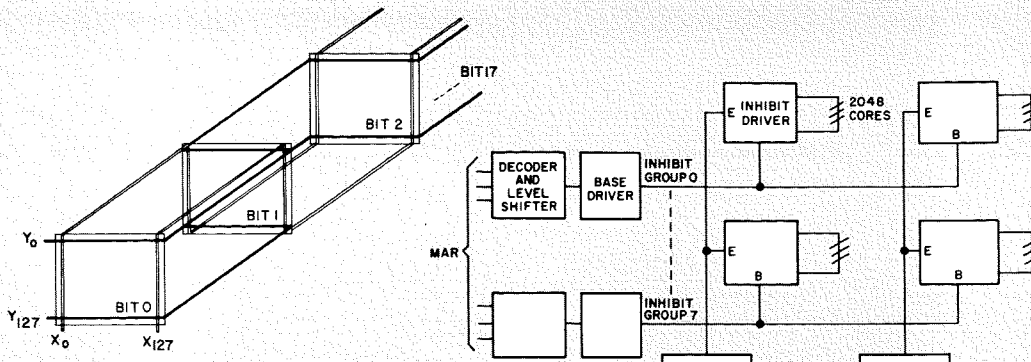 BIT 17
BIT 2
BIT 1
Y0
BIT 0
Y127
X0
X127
MAR
DECODER
AND
LEVEL
SHIFTER
BASE
DRIVER
INHIBIT
GROUP 0
E
INHIBIT
DRIVER
2048
CORES
E
B
E
B
E
B
INHIBIT
GROUP 7